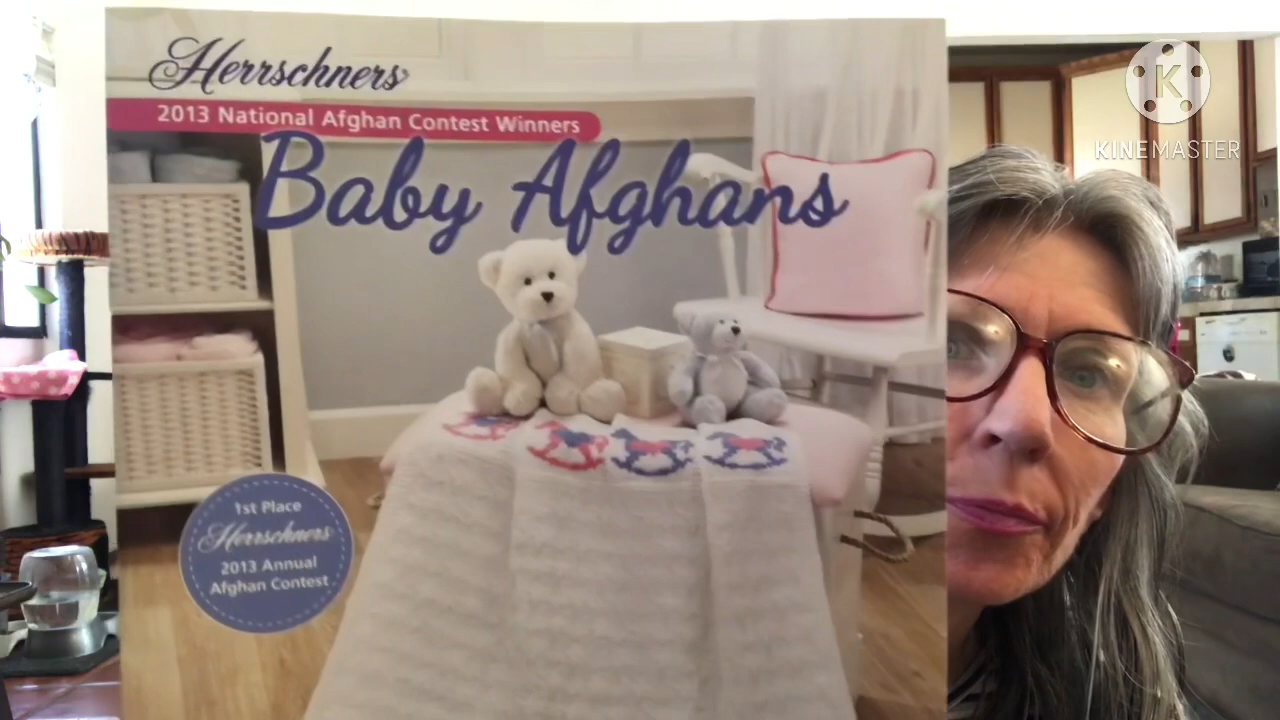 Herrschners
2013 National Afghan Contest Winners
Baby Afghans
1st Place
Herrschners
2013 Annual
Afghan Contest
K
KINEMASTER